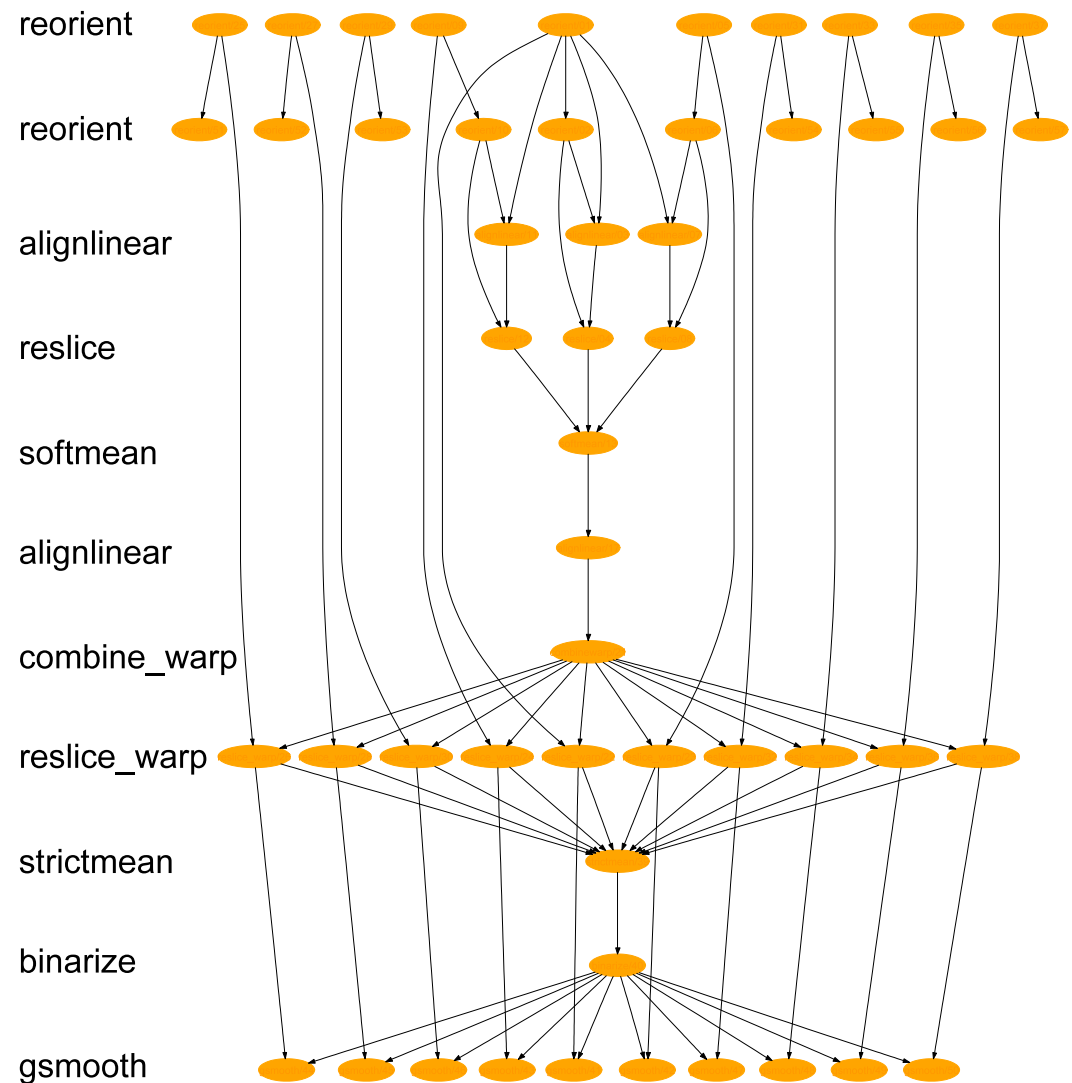 reorient
reorient
alignlinear
reslice
softmean
alignlinear
combine_warp
reslice_warp
strictmean
binarize
gsmooth